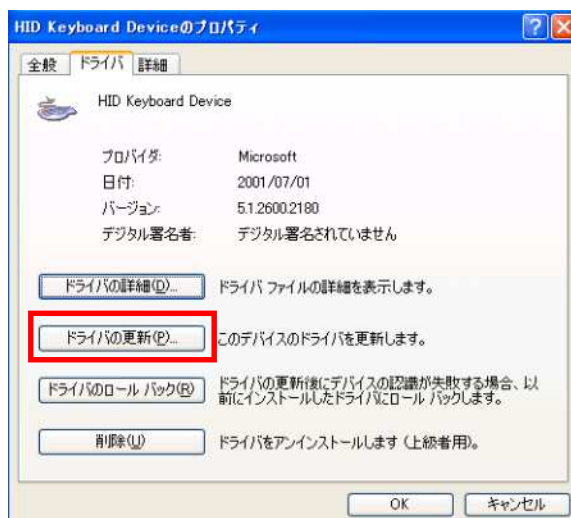 HID Keyboard Deviceのプロパティ
全般 ドライバ 詳細
HID Keyboard Device
プロバイダ: Microsoft
日付: 2001/07/01
バージョン: 5.1.2600.2180
デジタル署名者: デジタル署名されていません
ドライバの詳細(D)... ドライバ ファイルの詳細を表示します。
ドライバの更新(P)... このデバイスのドライバを更新します。
ドライバのロール バック(R) ドライバの更新後にデバイスの認識が失敗する場合、以
前にインストールしたドライバにロール バックします。
削除(U) ドライバをアンインストールします (上級者用)。
OK キャンセル